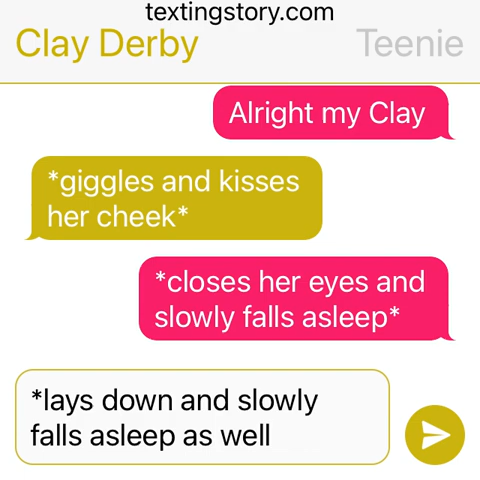 textingstory.com
Clay Derby
Teenie
Alright my Clay
*giggles and kisses
her cheek*
*closes her eyes and
slowly falls asleep*
*lays down and slowly
falls asleep as well